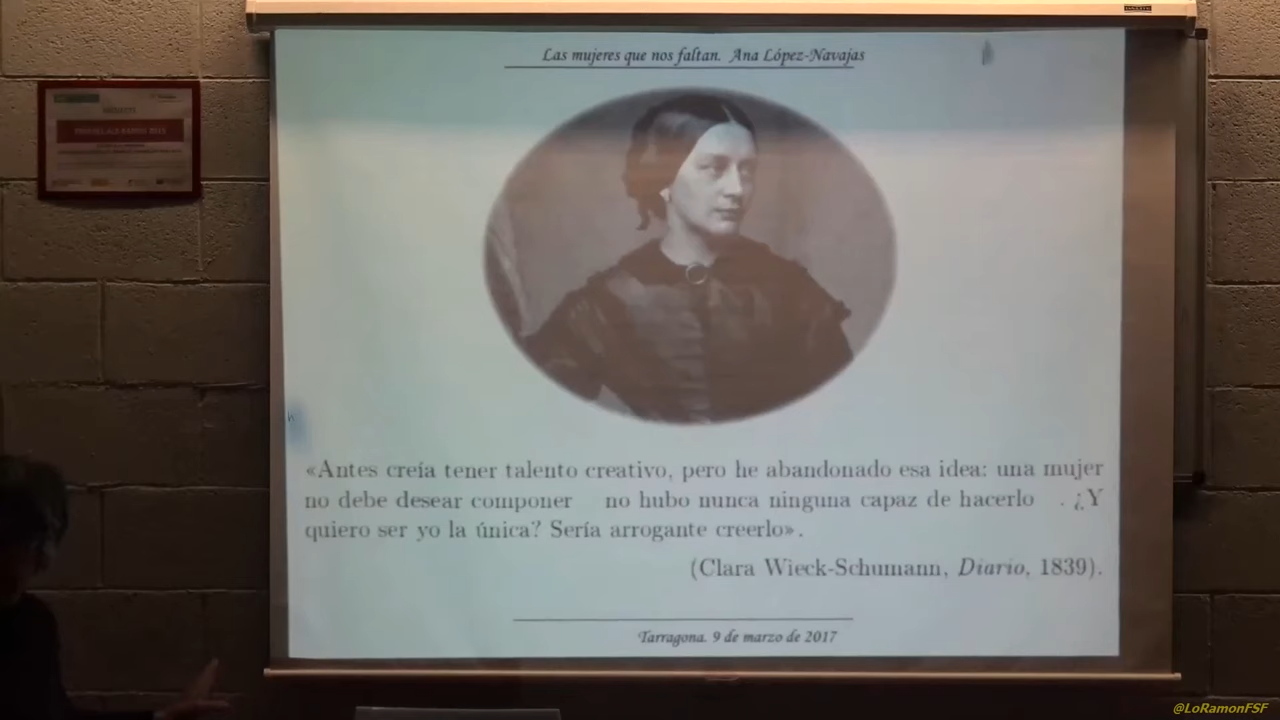 Las mujeres que nos faltan. Ana López-Navajas
«Antes creía tener talento creativo, pero he abandonado esa idea: una mujer
no debe desear componer no hubo nunca ninguna capaz de hacerlo . ¿Y
quiero ser yo la única? Sería arrogante creerlo».
(Clara Wieck-Schumann, Diario, 1839).
Tarragona. 9 de marzo de 2017
@LoRamonFSF